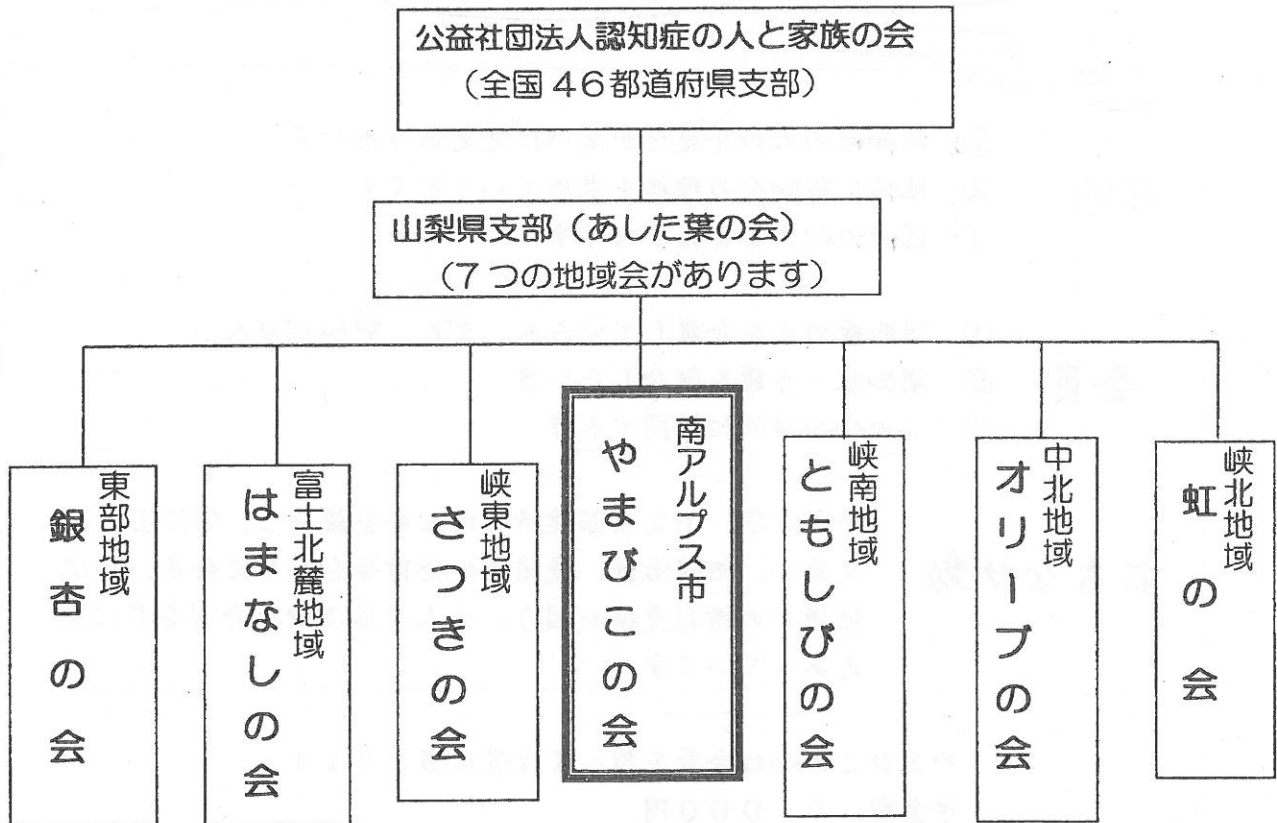 公益社団法人認知症の人と家族の会
（全国46都道府県支部）
山梨県支部（あした葉の会）
（7つの地域会があります）
東部地域
銀杏の会
富士北麓地域
はまなしの会
峡東地域
さつきの会
南アルプス市
やまびこの会
峡南地域
ともしびの会
中北地域
オリーブの会
峡北地域
虹の会